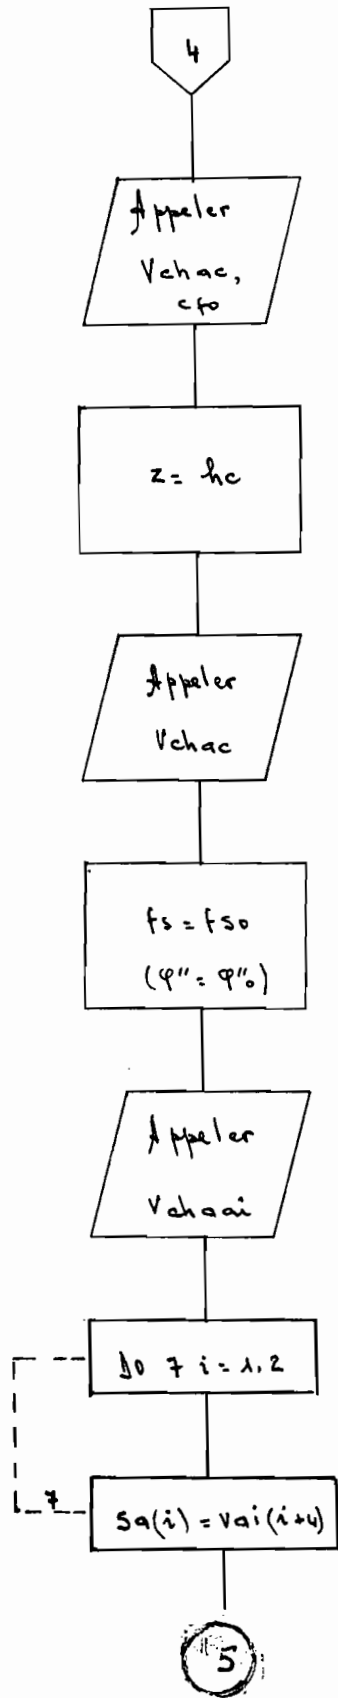 4
Appeler
Vchac,
cfo
z = hc
Appeler
Vchac
fs = fso
(φ" = φ"o)
Appeler
Vchaai
DO 7 i = 1, 2
7
Sa(i) = Vai(i+4)
5